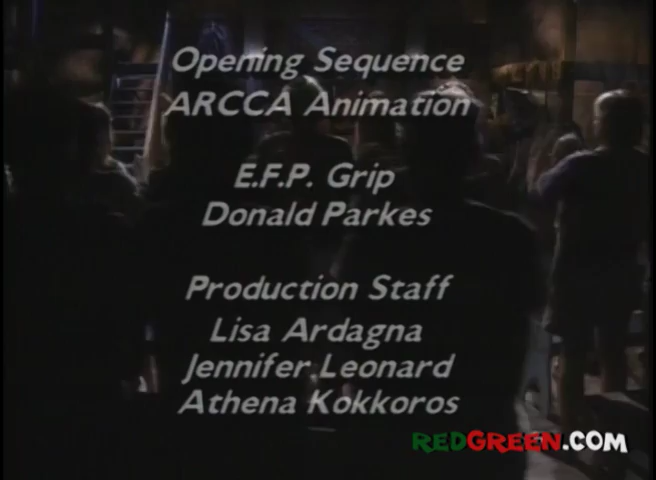 Opening Sequence
ARCCA Animation
E.F.P. Grip
Donald Parkes
Production Staff
Lisa Ardagna
Jennifer Leonard
Athena Kokkoros
REDGREEN.COM